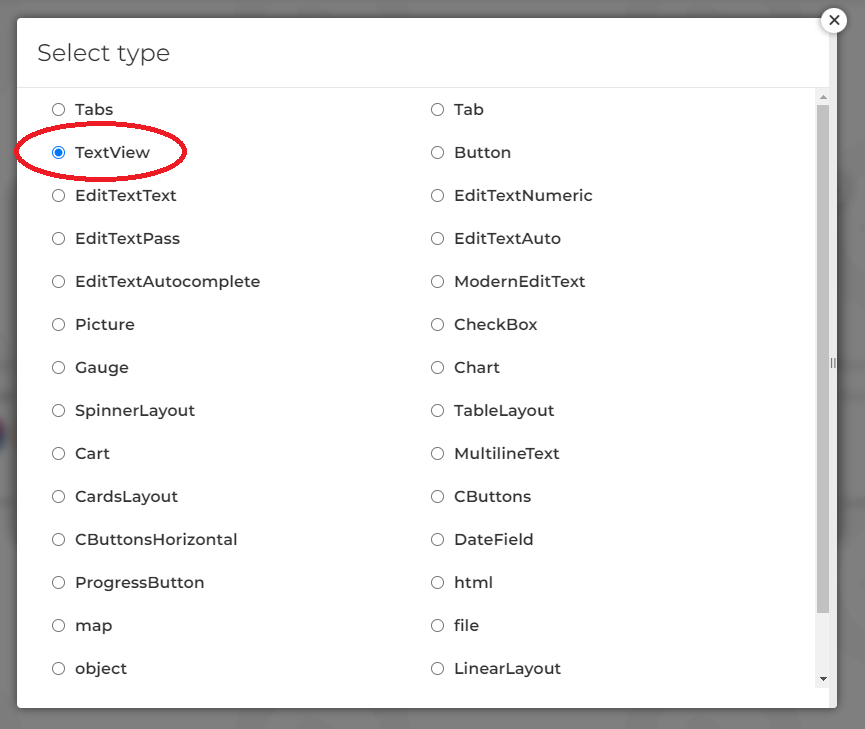 Select type
Tabs
Tab
TextView
Button
EditTextText
EditTextNumeric
EditTextPass
EditTextAuto
EditTextAutocomplete
ModernEditText
Picture
CheckBox
Gauge
Chart
SpinnerLayout
TableLayout
Cart
MultilineText
CardsLayout
CButtons
CButtonsHorizontal
DateField
ProgressButton
html
map
file
object
LinearLayout